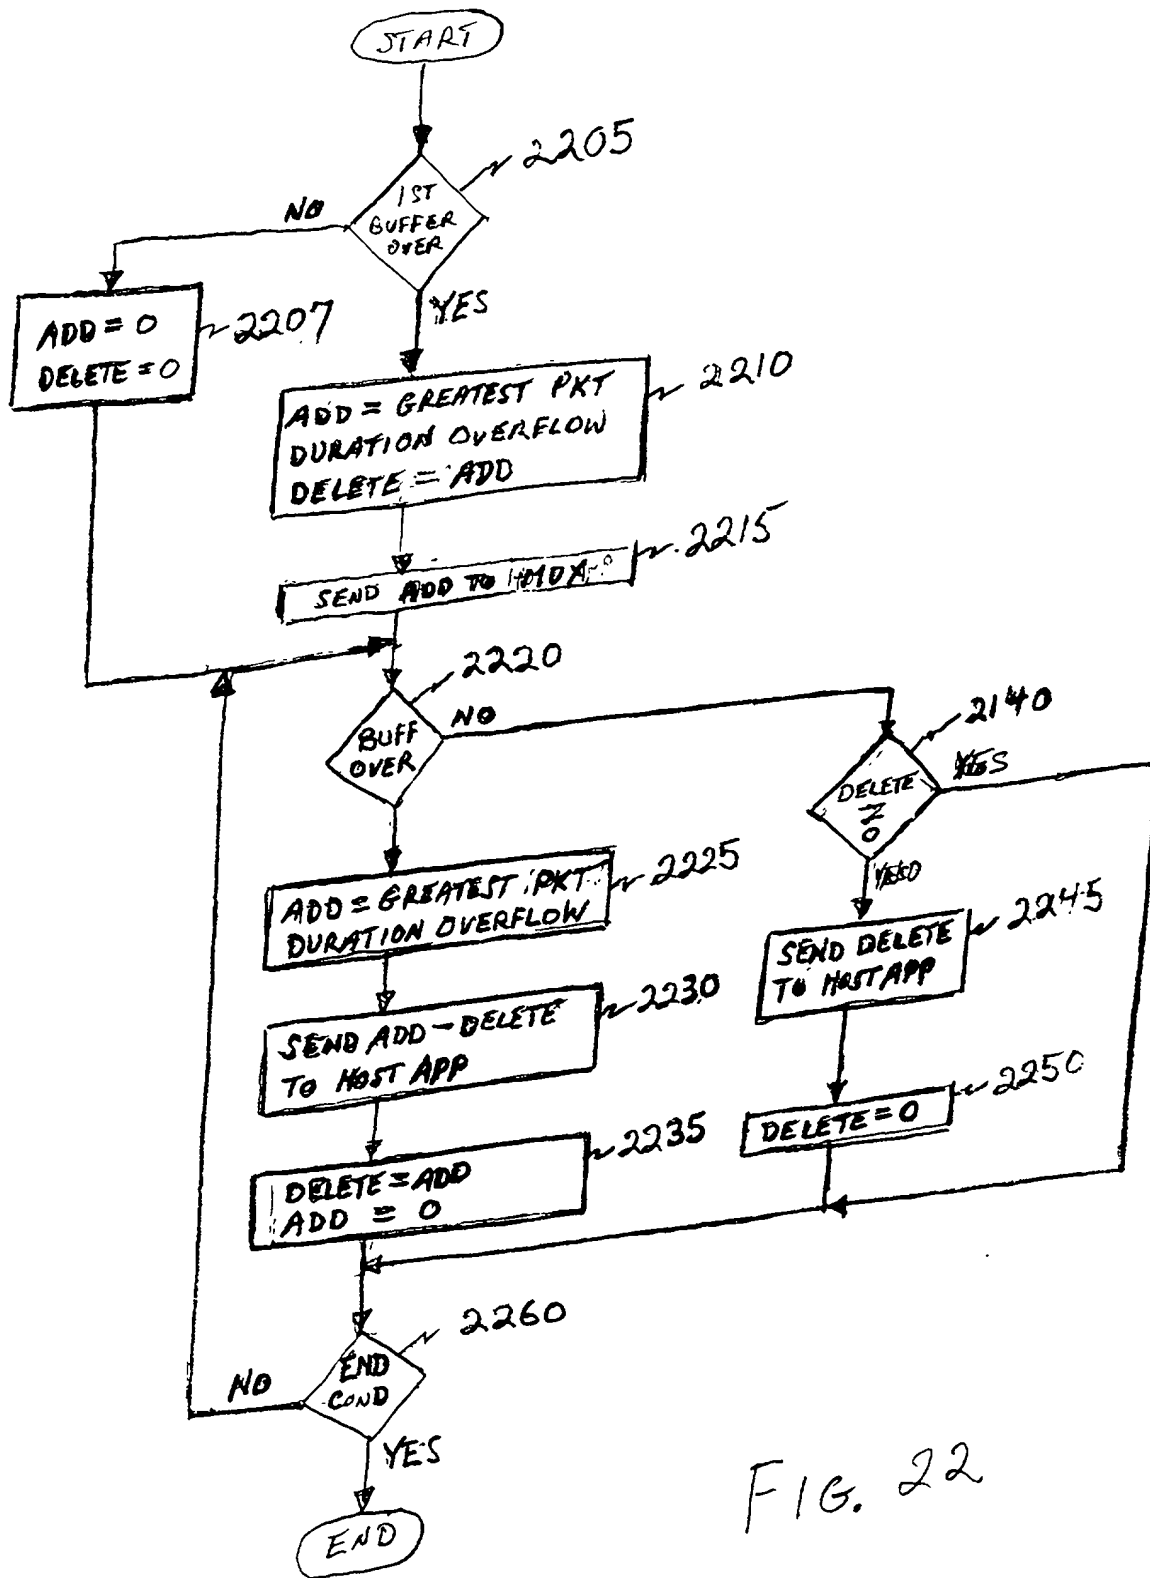 START
2205
1ST
BUFFER
OVER
NO
YES
ADD = 0
DELETE = 0
2207
2210
ADD = GREATEST PKT
DURATION OVERFLOW
DELETE = ADD
2215
SEND ADD TO
2220
BUFF
OVER
NO
2140
DELETE
0
YES
2225
ADD = GREATEST PKT
DURATION OVERFLOW
2245
SEND DELETE
TO HOST APP
2230
SEND ADD - DELETE
TO HOST APP
2250
DELETE = 0
2235
DELETE = ADD
ADD = 0
2260
END
COND
NO
YES
END
FIG. 22